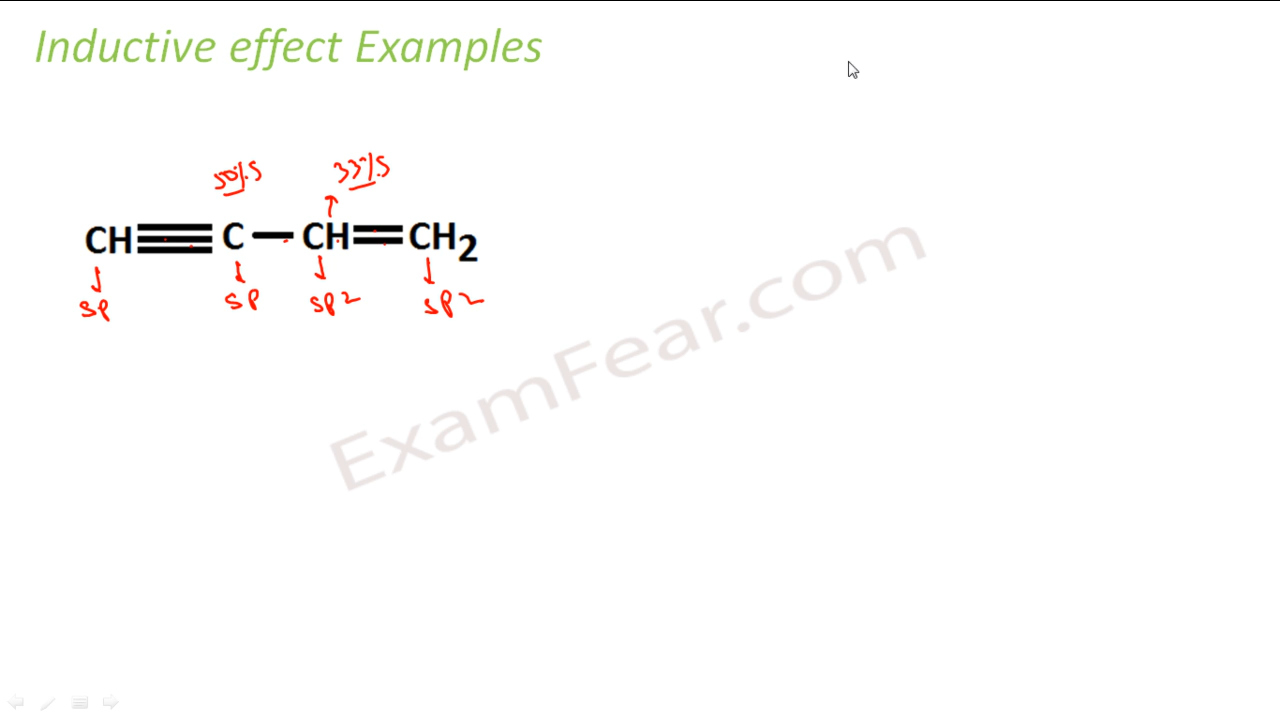 Inductive effect Examples
50%S 33%S
CH≡C—CH=CH2
sp sp sp2 sp2
ExamFear.com